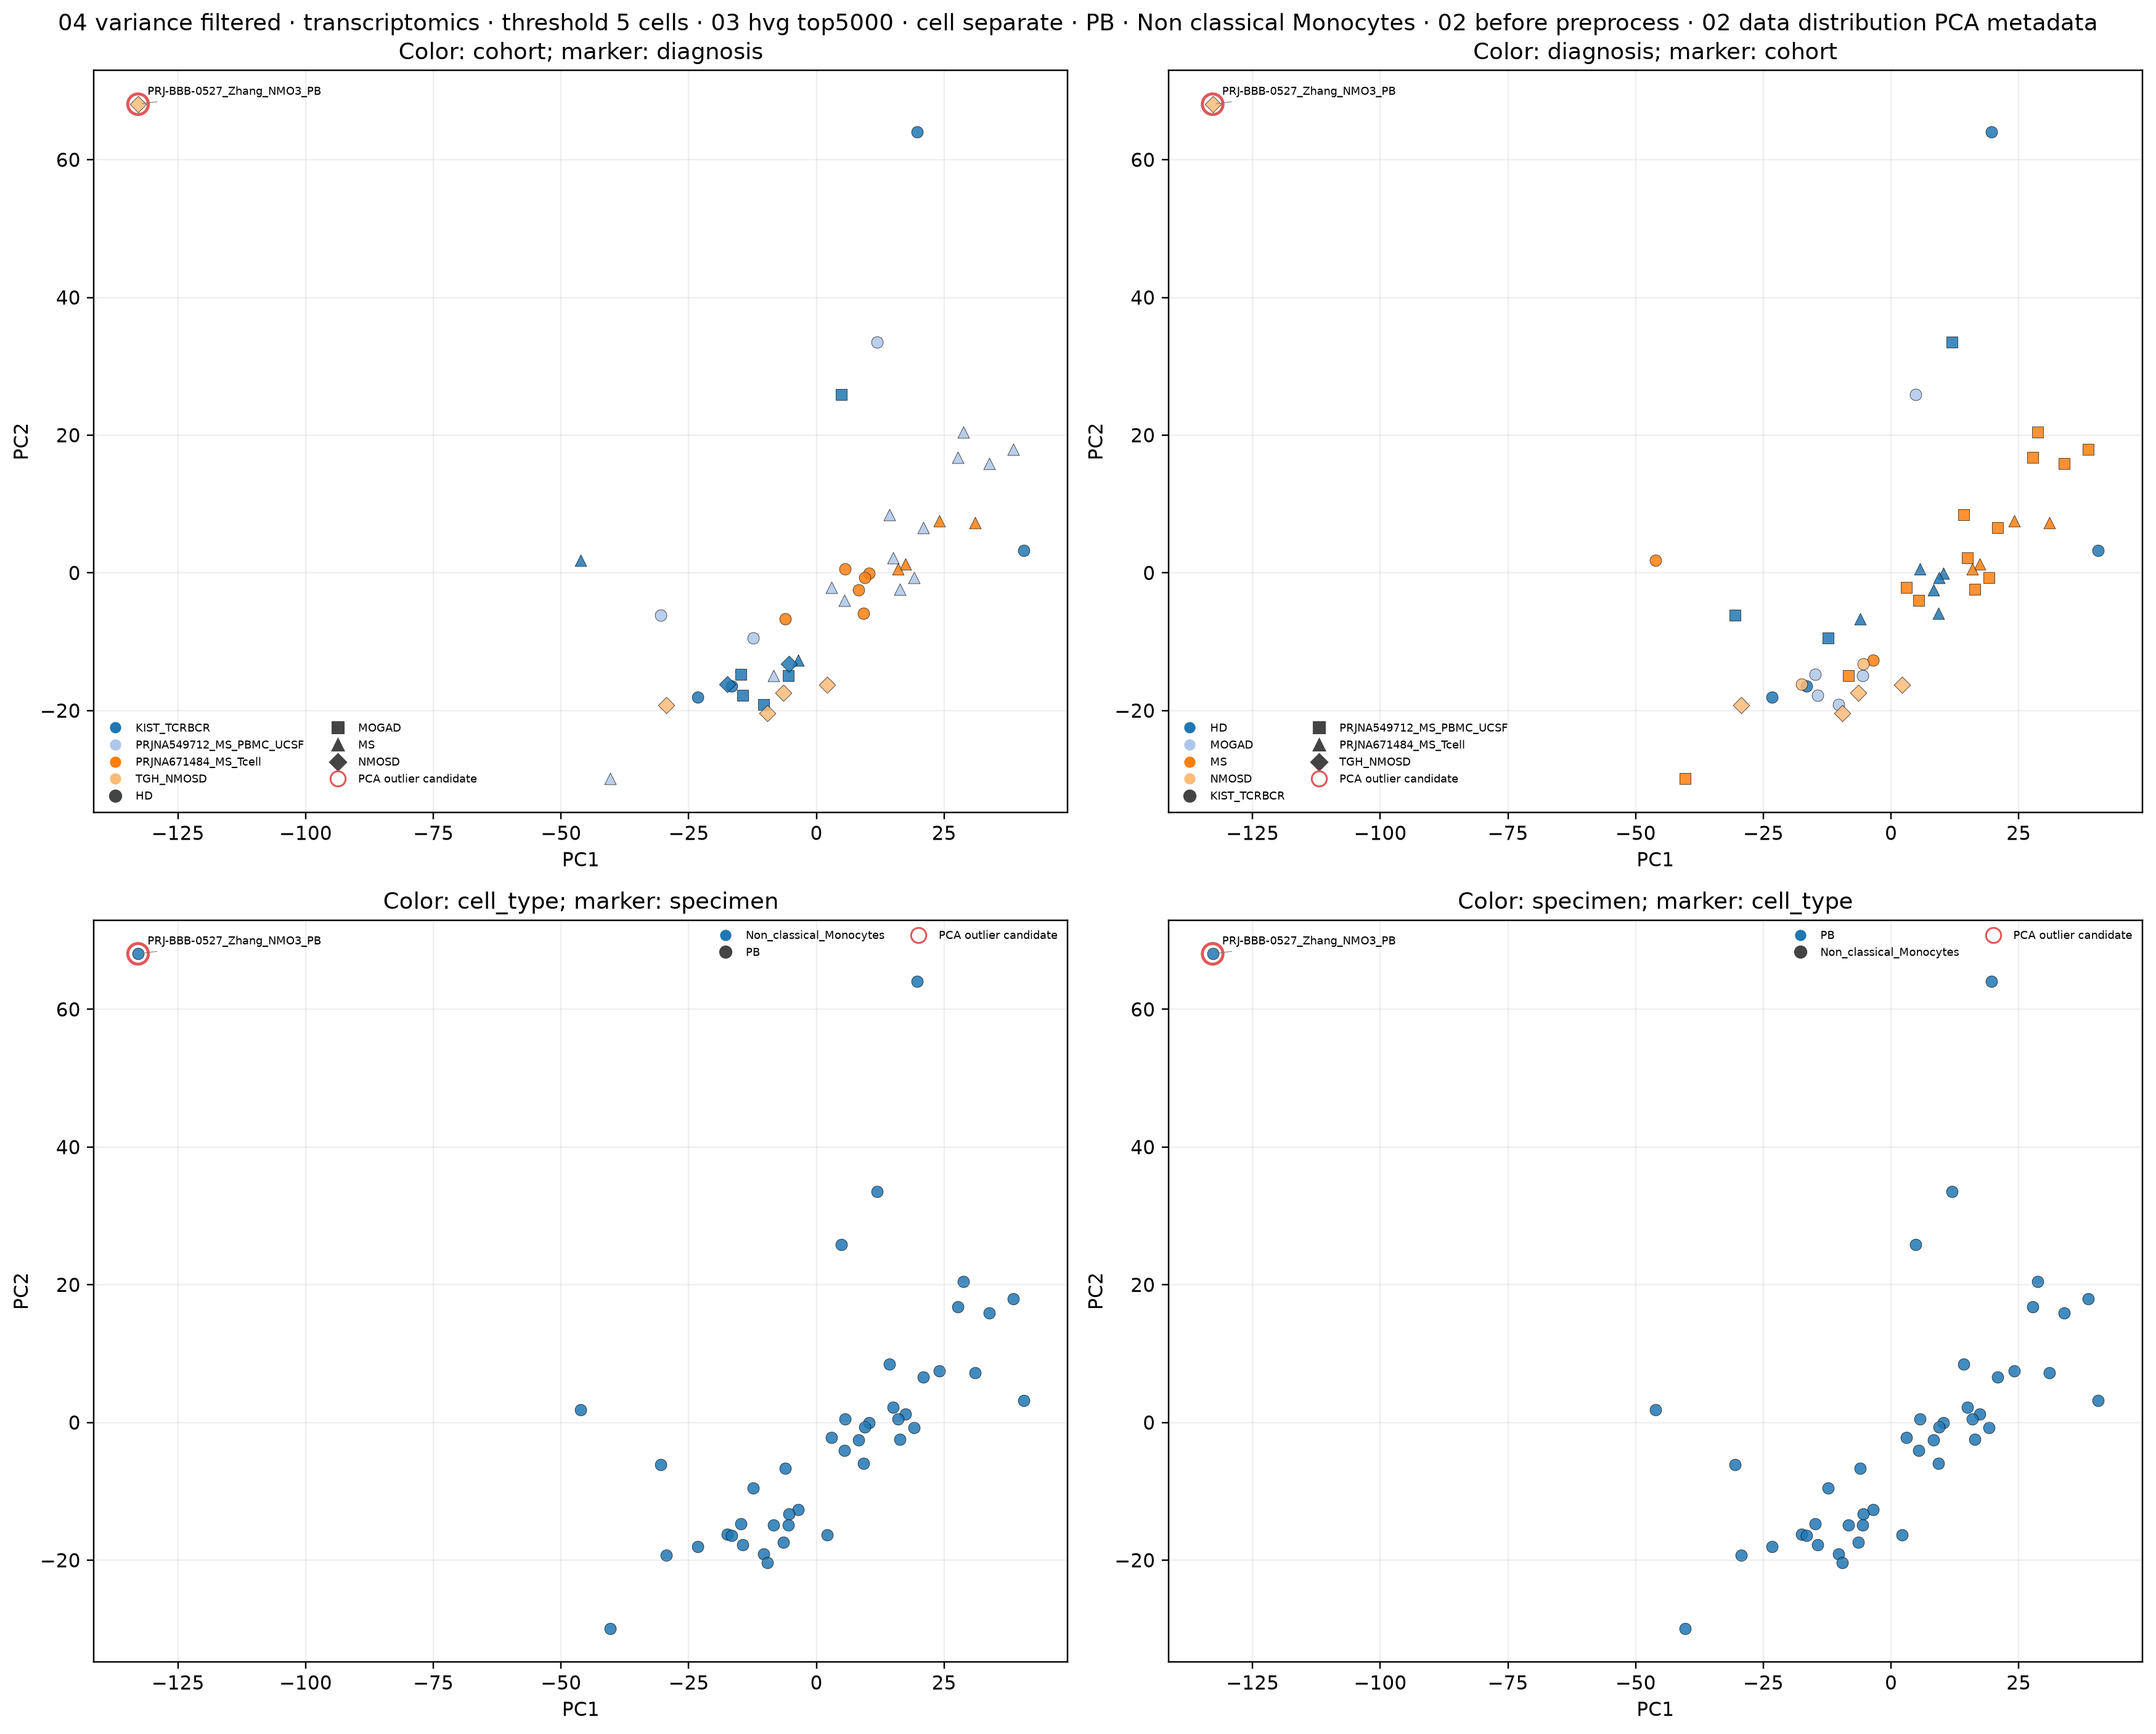 04 variance filtered · transcriptomics · threshold 5 cells · 03 hvg top5000 · cell separate · PB · Non classical Monocytes · 02 before preprocess · 02 data distribution PCA metadata
Color: cohort; marker: diagnosis
PRJ-BBB-0527_Zhang_NMO3_PB
60
40
20
0
−20
PC2
KIST_TCRBCR
PRJNA549712_MS_PBMC_UCSF
PRJNA671484_MS_Tcell
TGH_NMOSD
HD
MOGAD
MS
NMOSD
PCA outlier candidate
−125 −100 −75 −50 −25 0 25
PC1
Color: diagnosis; marker: cohort
PRJ-BBB-0527_Zhang_NMO3_PB
60
40
20
0
−20
PC2
HD
MOGAD
MS
NMOSD
KIST_TCRBCR
PRJNA549712_MS_PBMC_UCSF
PRJNA671484_MS_Tcell
TGH_NMOSD
PCA outlier candidate
−125 −100 −75 −50 −25 0 25
PC1
Color: cell_type; marker: specimen
PRJ-BBB-0527_Zhang_NMO3_PB
Non_classical_Monocytes
PB
PCA outlier candidate
60
40
20
0
−20
PC2
−125 −100 −75 −50 −25 0 25
PC1
Color: specimen; marker: cell_type
PRJ-BBB-0527_Zhang_NMO3_PB
PB
Non_classical_Monocytes
PCA outlier candidate
60
40
20
0
−20
PC2
−125 −100 −75 −50 −25 0 25
PC1